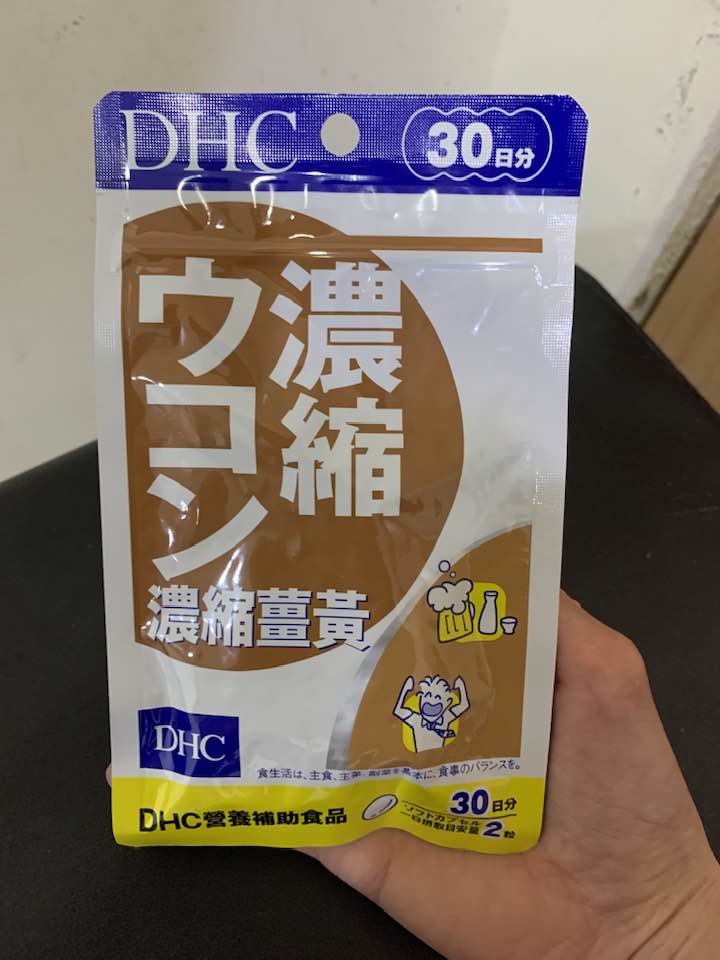 DHC
30日分
濃縮
ウコン
濃縮薑黃
DHC
食生活は、主食、主菜、副菜を基本に、食事のバランスを。
DHC營養補助食品
30日分
ソフトカプセル
一日摂取目安量2粒